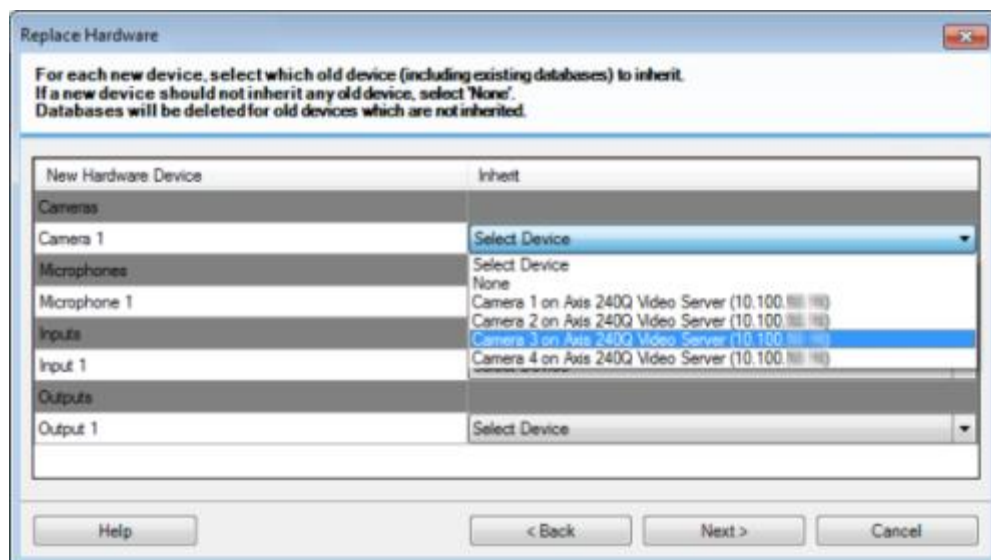 Replace Hardware
For each new device, select which old device (including existing databases) to inherit.
If a new device should not inherit any old device, select 'None'.
Databases will be deleted for old devices which are not inherited.
New Hardware Device Inherit
Cameras
Camera 1 Select Device
Select Device
None
Camera 1 on Axis 240Q Video Server (10.100.
Camera 2 on Axis 240Q Video Server (10.100.
Camera 3 on Axis 240Q Video Server (10.100.
Camera 4 on Axis 240Q Video Server (10.100.
Microphones
Microphone 1
Inputs
Input 1
Outputs
Output 1 Select Device
Help < Back Next > Cancel